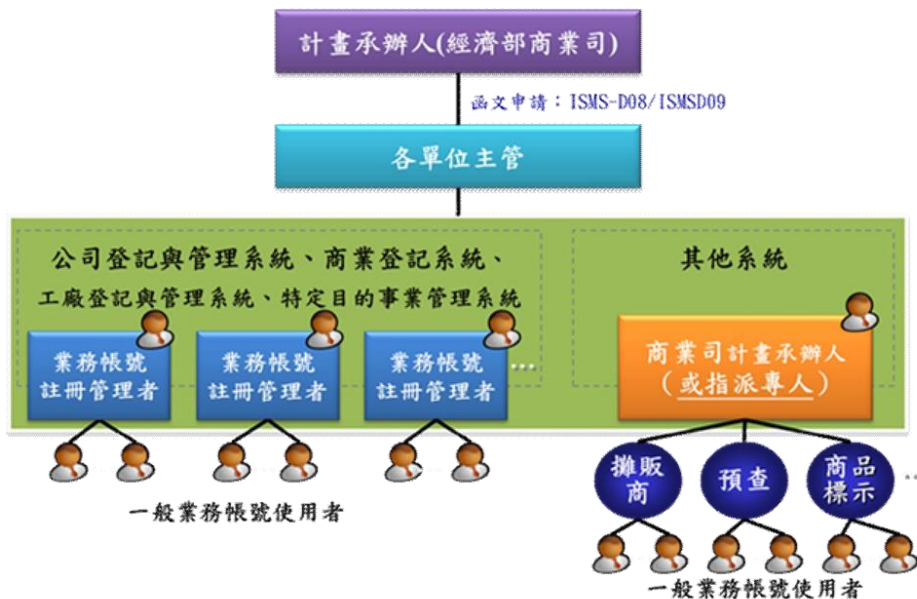 計畫承辦人(經濟部商業司)
函文申請：ISMS-D08/ISMSD09
各單位主管
公司登記與管理系統、商業登記系統、
工廠登記與管理系統、特定目的事業管理系統
其他系統
業務帳號
註冊管理者
業務帳號
註冊管理者
業務帳號
註冊管理者
...
商業司計畫承辦人
(或指派專人)
攤販
商
預查
商品
標示
...
一般業務帳號使用者
一般業務帳號使用者